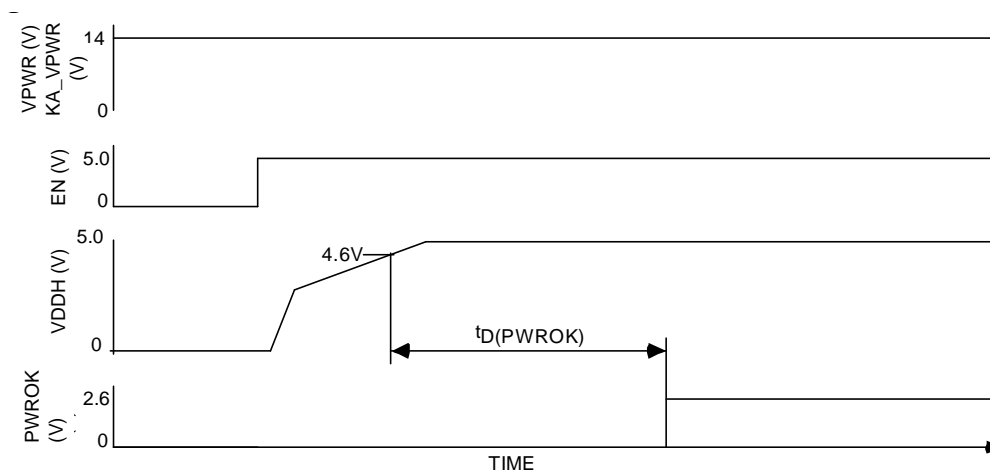 VPWR (V)
KA_VPWR
(V)
14
0
EN (V)
5.0
0
VDDH (V)
5.0
4.6V
0
tD(PWROK)
PWROK
(V)
2.6
0
TIME